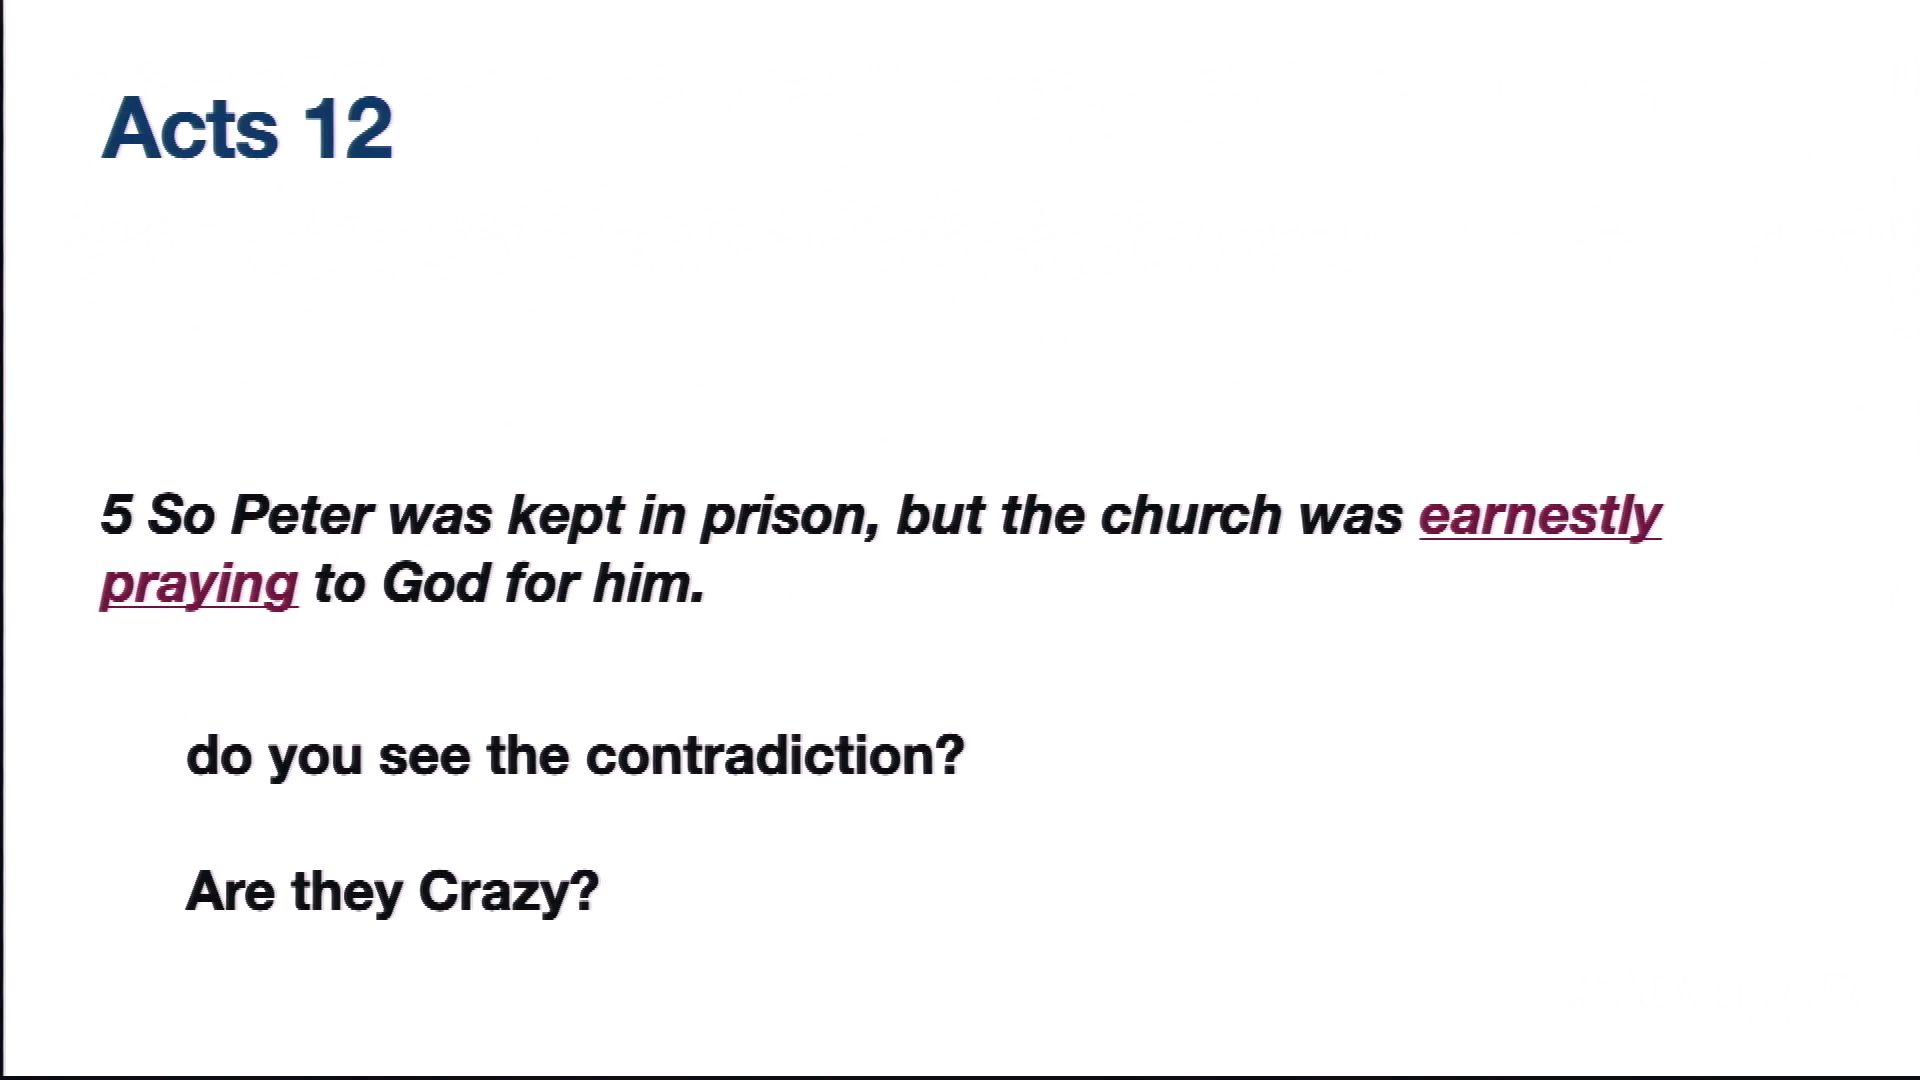 Acts 12
5 So Peter was kept in prison, but the church was earnestly
praying to God for him.
do you see the contradiction?
Are they Crazy?